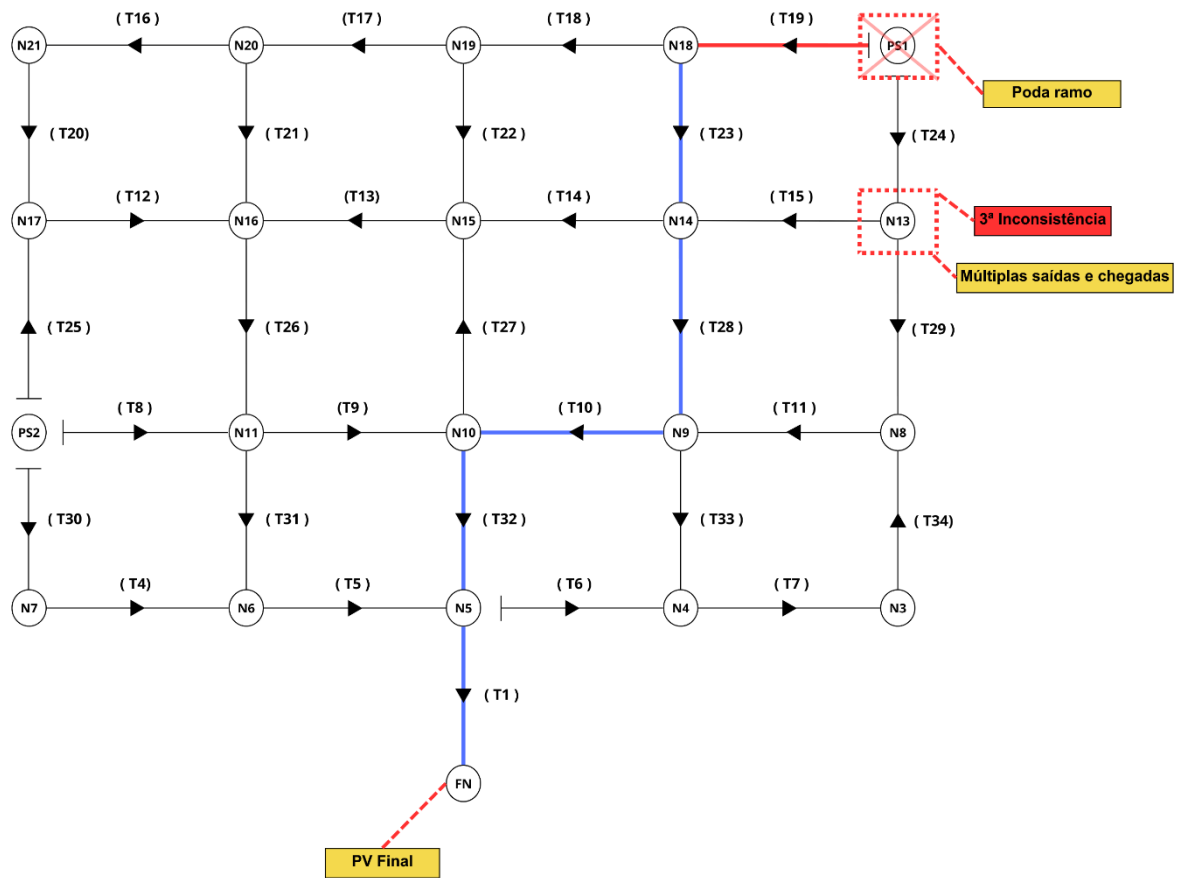 ( T16 )
(T17 )
( T18 )
( T19 )
N21
N20
N19
N18
PS1
Poda ramo
( T20)
( T21 )
( T22 )
( T23 )
( T24 )
( T12 )
(T13)
( T14 )
( T15 )
N17
N16
N15
N14
N13
3ª Inconsistência
Múltiplas saídas e chegadas
( T25 )
( T26 )
( T27 )
( T28 )
( T29 )
( T8 )
(T9 )
( T10 )
( T11 )
PS2
N11
N10
N9
N8
( T30 )
( T31 )
( T32 )
( T33 )
( T34)
( T4 )
( T5 )
( T6 )
( T7 )
N7
N6
N5
N4
N3
( T1 )
FN
PV Final